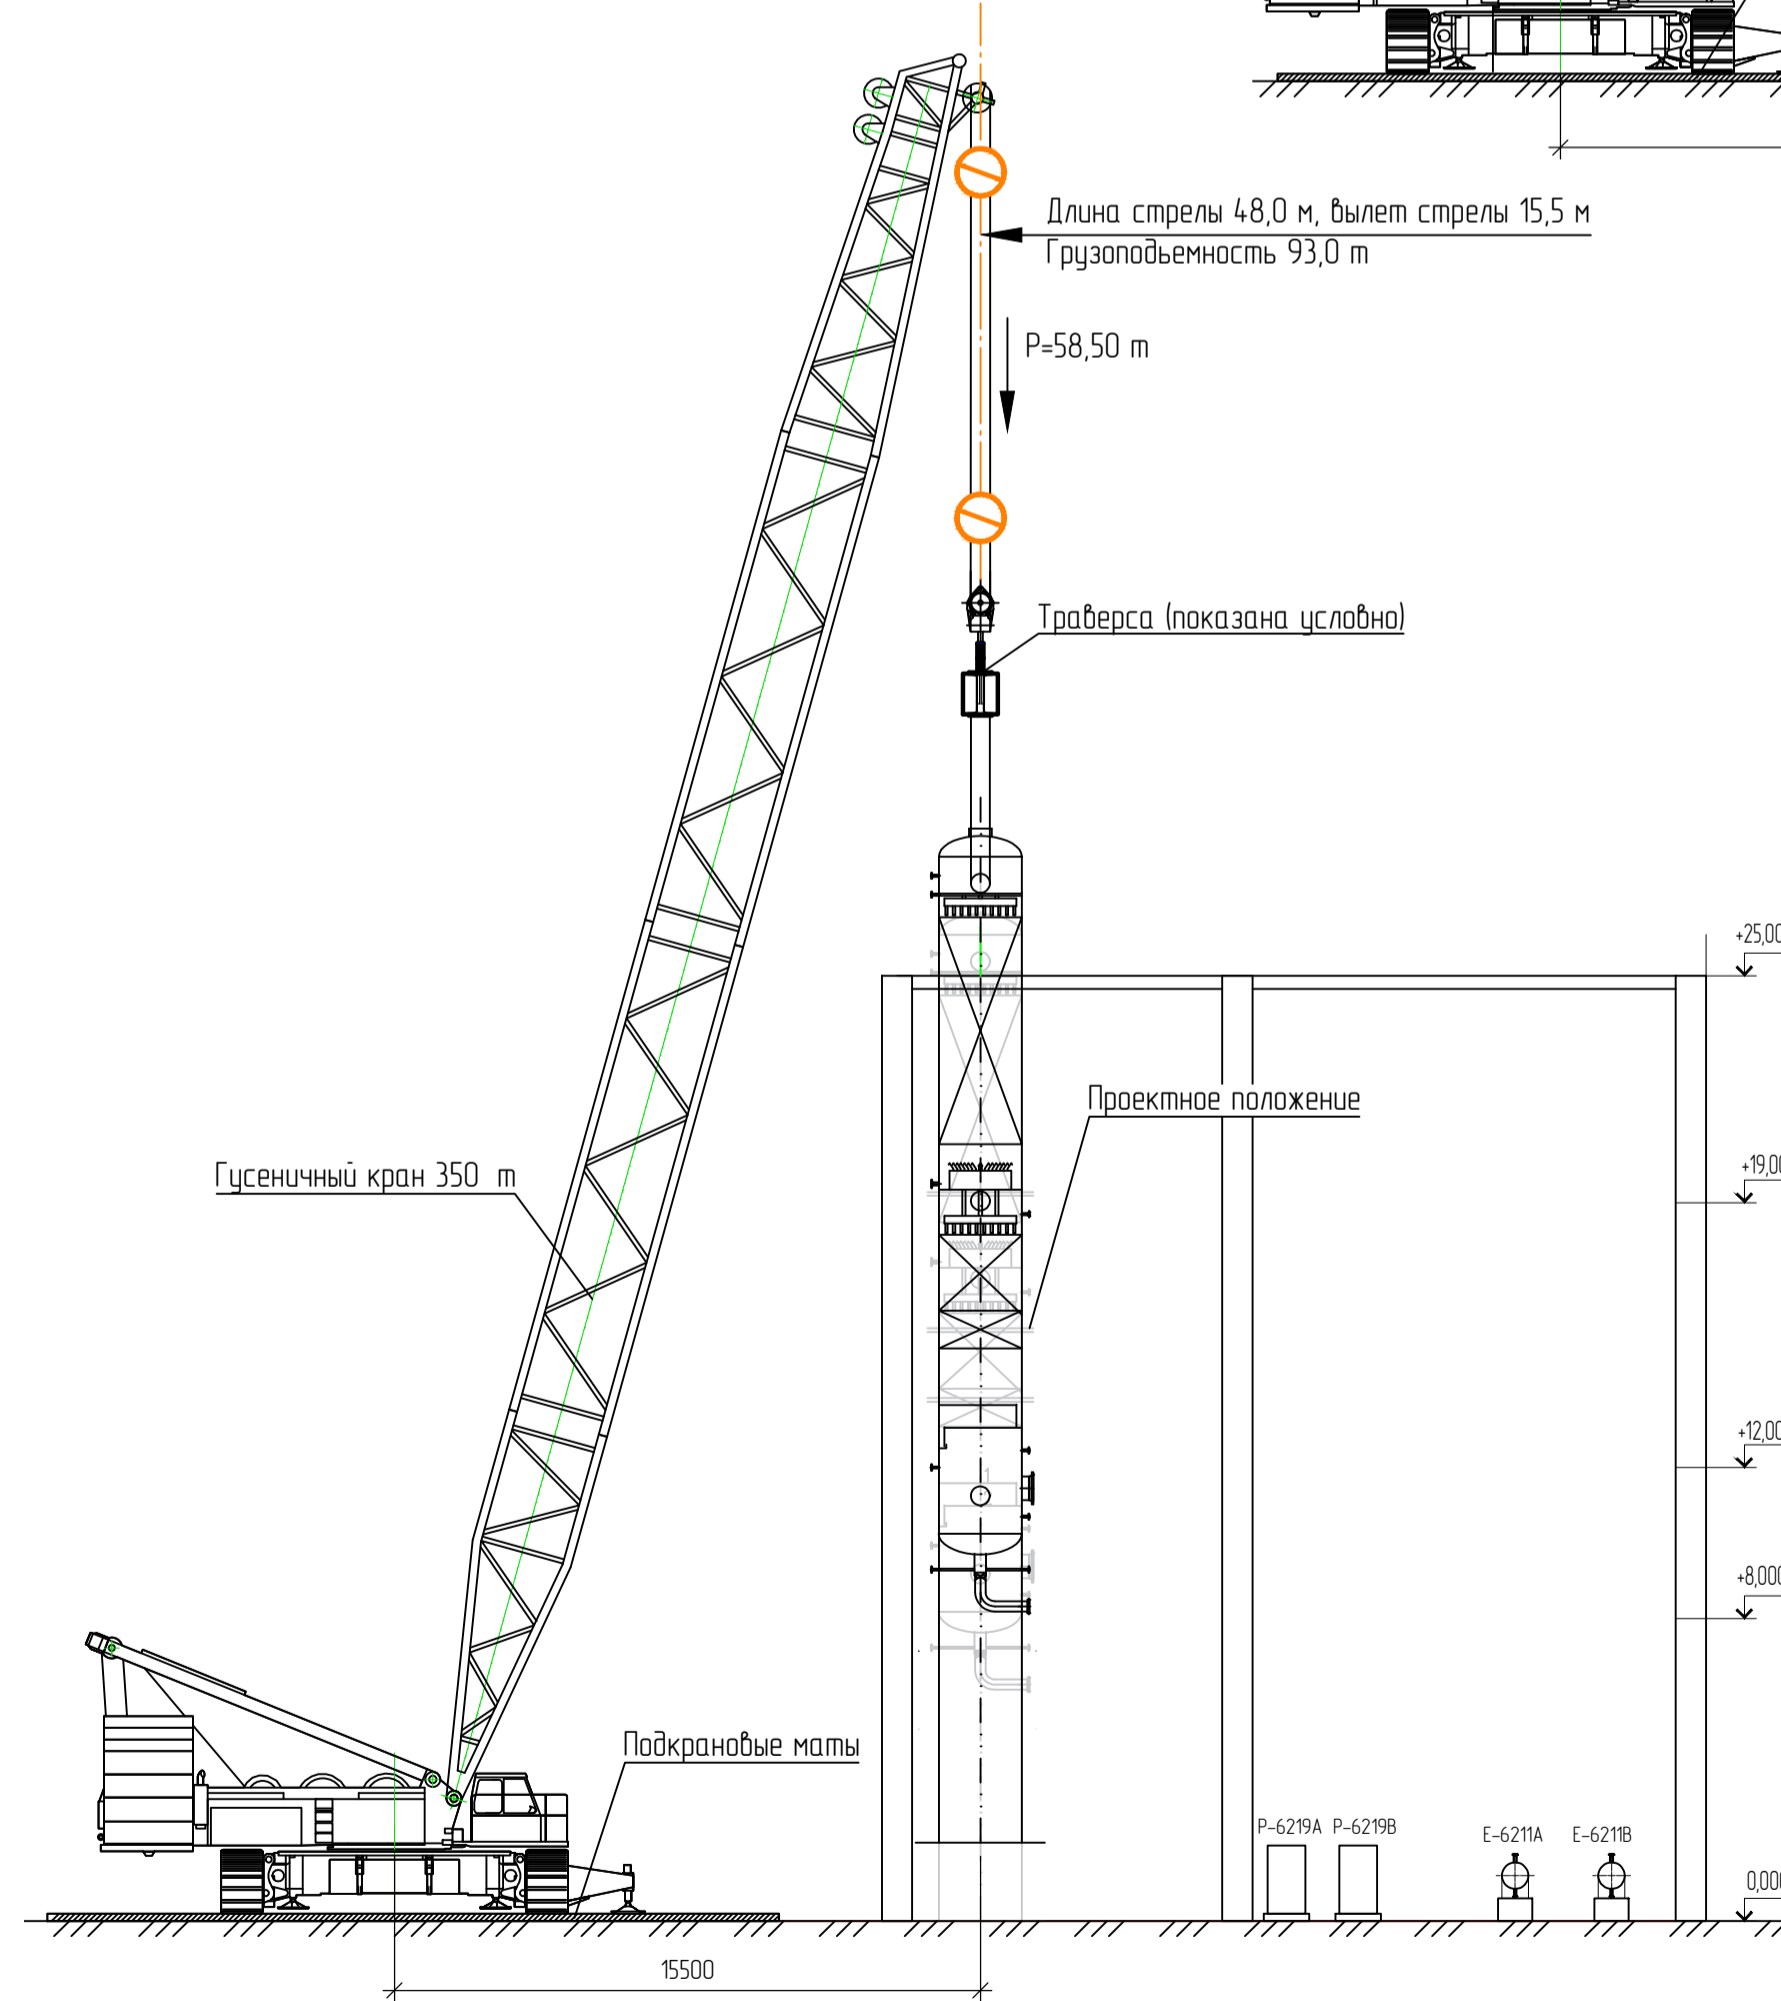 Длина стрелы 48,0 м, вылет стрелы 15,5 м
Грузоподьемность 93,0 т
Р=58,50 т
Траверса (показана условно)
+25,00
Проектное положение
Гусеничный кран 350 т
+19,00
+12,00
+8,000
Подкрановые маты
P-6219A P-6219B
E-6211A E-6211B
0,000
15500